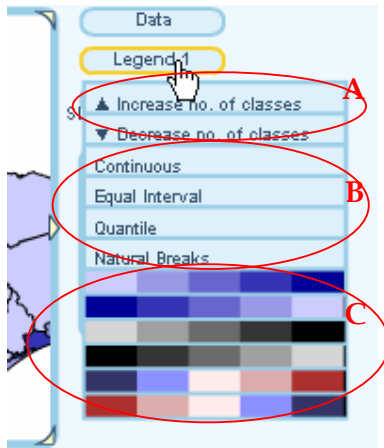 Data
Legend 1
A
▲ Increase no. of classes
▼ Decrease no. of classes
Continuous
B
Equal Interval
Quantile
Natural Breaks
C